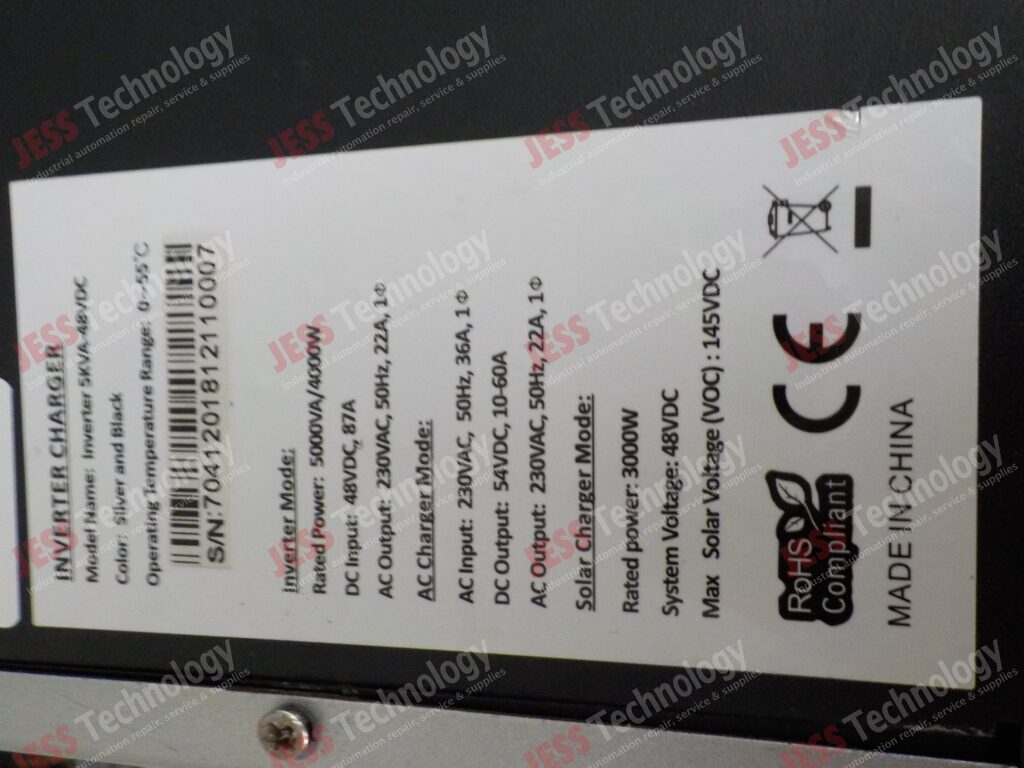 INVERTER CHARGER
Model Name: Inverter 5KVA-48VDC
Color: Silver and Black
Operating Temperature Range: 0~55°C
S/N:7041201812110007
Inverter Mode:
Rated Power: 5000VA/4000W
DC Input: 48VDC, 87A
AC Output: 230VAC, 50Hz, 22A, 1Φ
AC Charger Mode:
AC Input: 230VAC, 50Hz, 36A, 1Φ
DC Output: 54VDC, 10-60A
AC Output: 230VAC, 50Hz, 22A, 1Φ
Solar Charger Mode:
Rated power: 3000W
System Voltage: 48VDC
Max Solar Voltage (VOC) : 145VDC
RoHS
Compliant
CE
MADE IN CHINA
JESS Technology
Industrial automation repair, service & supplies